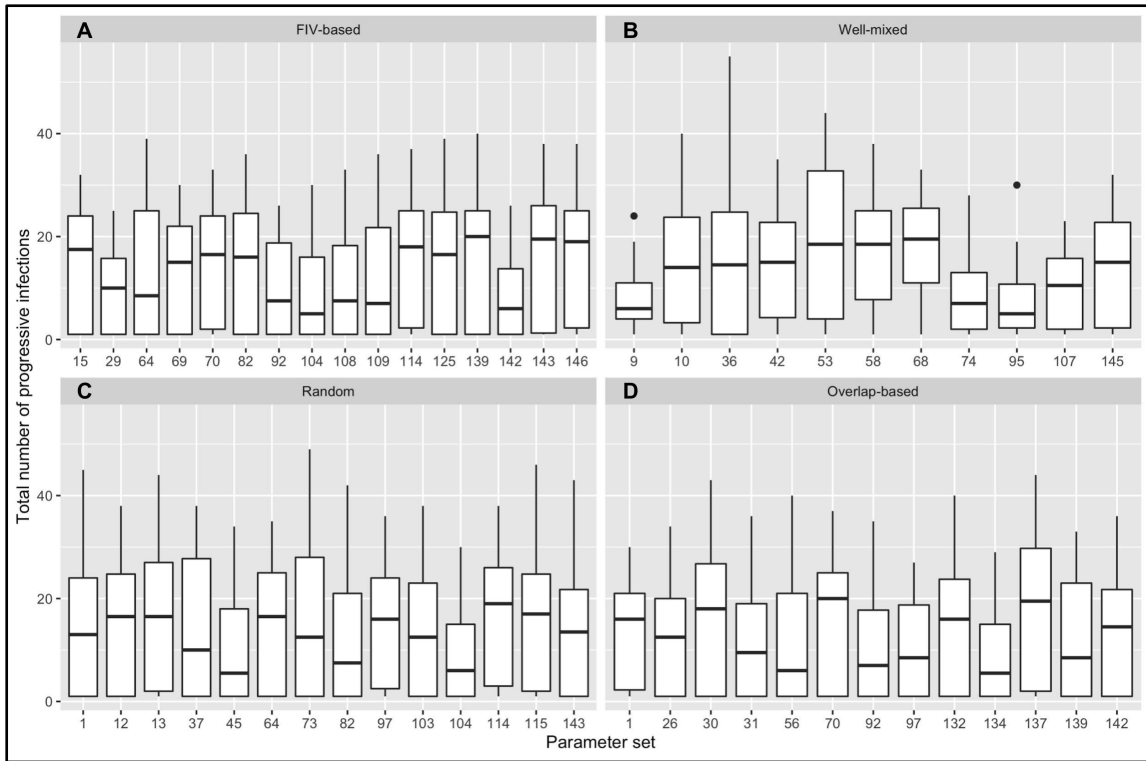 A FIV-based
B Well-mixed
40
20
0
15 29 64 69 70 82 92 104 108 109 114 125 139 142 143 146
9 10 36 42 53 58 68 74 95 107 145
C Random
D Overlap-based
40
20
0
1 12 13 37 45 64 73 82 97 103 104 114 115 143
1 26 30 31 56 70 92 97 132 134 137 139 142
Total number of progressive infections
Parameter set